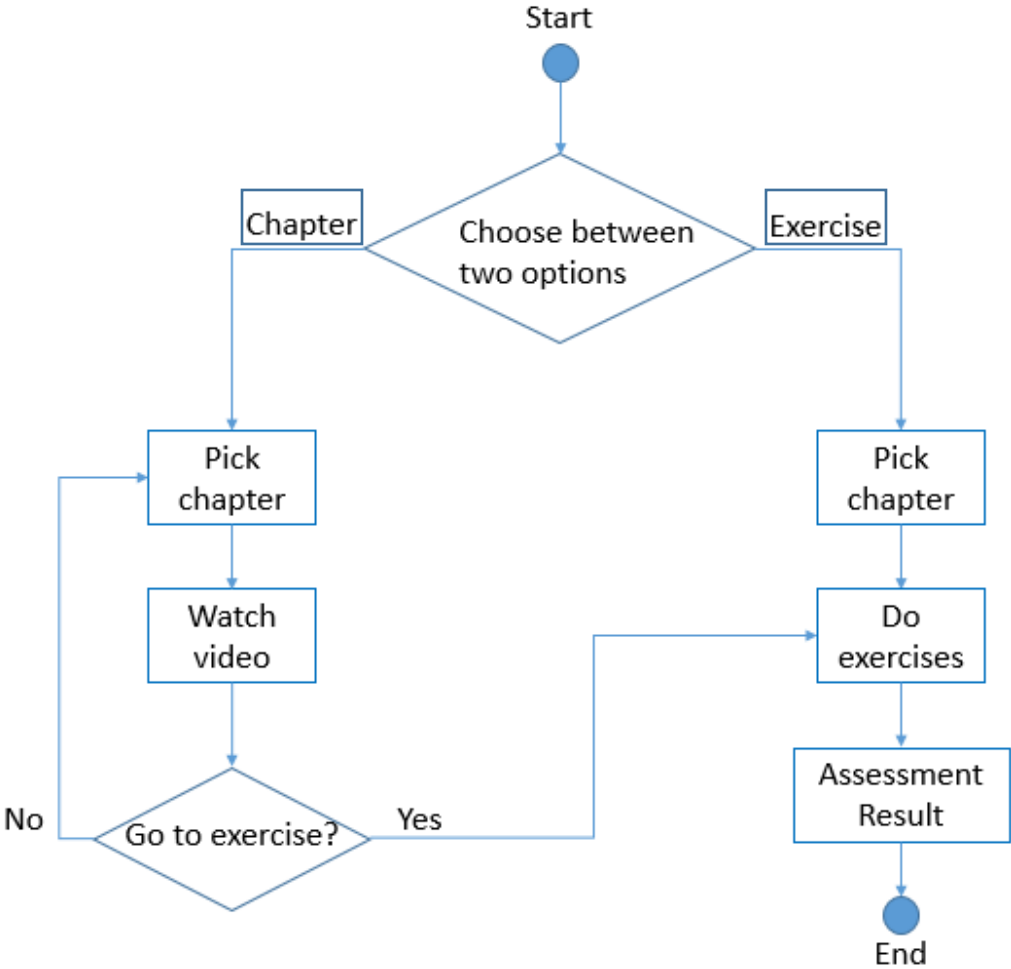 Start
Chapter
Exercise
Choose between
two options
Pick
chapter
Pick
chapter
Watch
video
Do
exercises
Assessment
Result
No
Go to exercise?
Yes
End